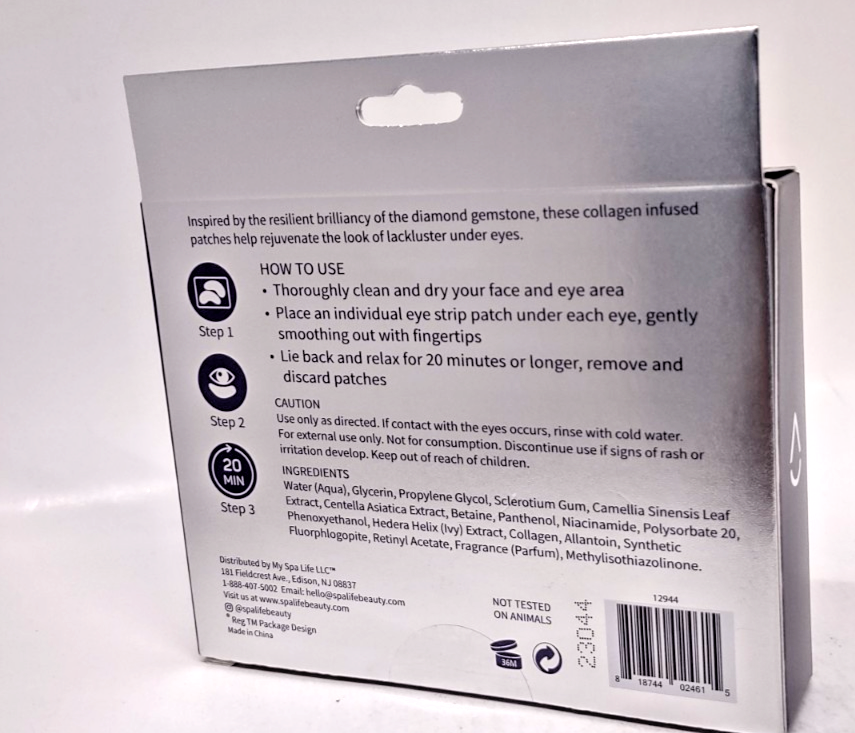 Inspired by the resilient brilliancy of the diamond gemstone, these collagen infused
patches help rejuvenate the look of lackluster under eyes.
HOW TO USE
• Thoroughly clean and dry your face and eye area
• Place an individual eye strip patch under each eye, gently
smoothing out with fingertips
• Lie back and relax for 20 minutes or longer, remove and
discard patches
Step 1
Step 2
20
MIN
Step 3
CAUTION
Use only as directed. If contact with the eyes occurs, rinse with cold water.
For external use only. Not for consumption. Discontinue use if signs of rash or
irritation develop. Keep out of reach of children.
INGREDIENTS
Water (Aqua), Glycerin, Propylene Glycol, Sclerotium Gum, Camellia Sinensis Leaf
Extract, Centella Asiatica Extract, Betaine, Panthenol, Niacinamide, Polysorbate 20,
Phenoxyethanol, Hedera Helix (Ivy) Extract, Collagen, Allantoin, Synthetic
Fluorphlogopite, Retinyl Acetate, Fragrance (Parfum), Methylisothiazolinone.
Distributed by My Spa Life LLC™
181 Fieldcrest Ave., Edison, NJ 08837
1-888-407-5002 Email: hello@spalifebeauty.com
Visit us at www.spalifebeauty.com
@spalifebeauty
® Reg TM Package Design
Made in China
NOT TESTED
ON ANIMALS
36M
23044
12944
8 18744 02461 5